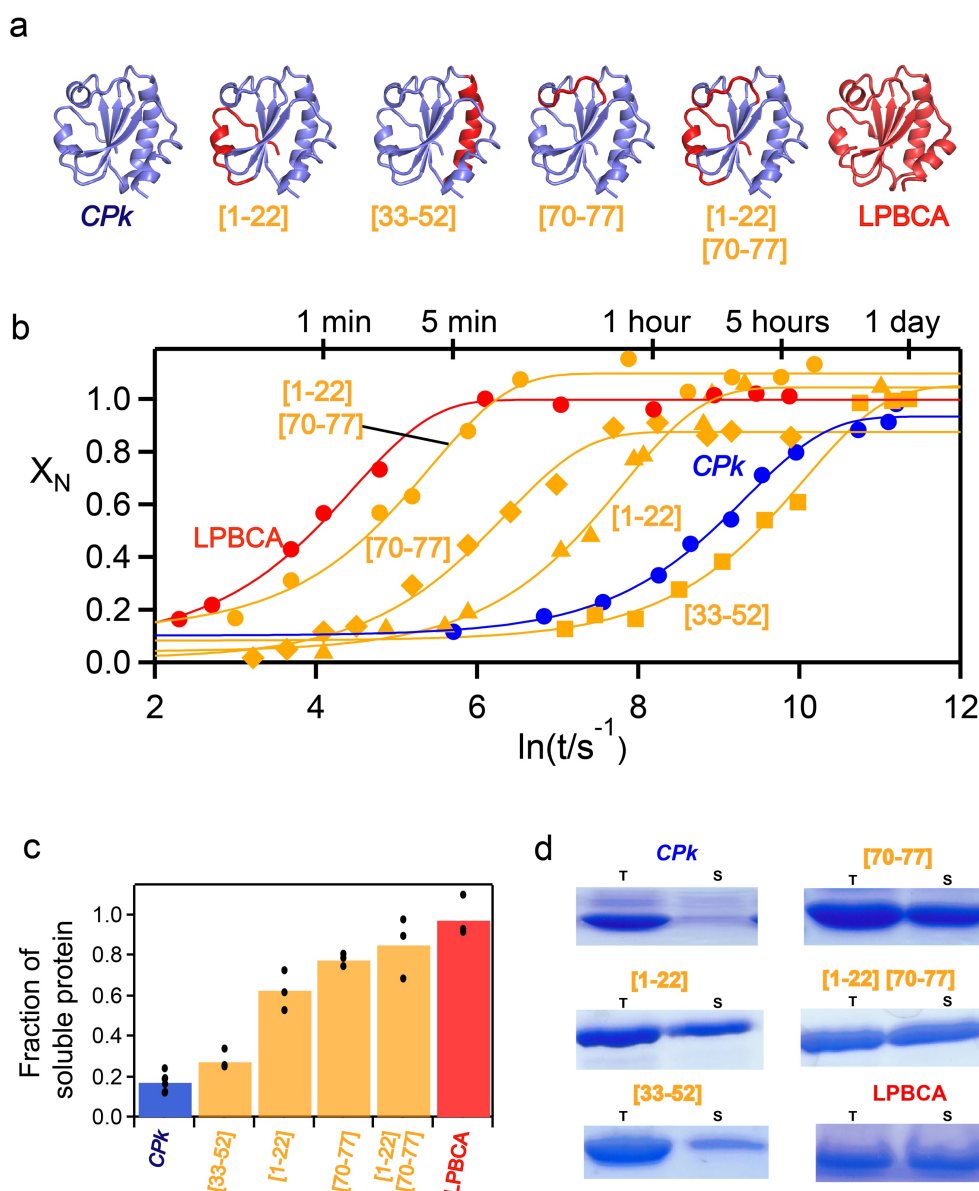 a
CPk
[1-22]
[33-52]
[70-77]
[1-22]
[70-77]
LPBCA
b
1 min
5 min
1 hour
5 hours
1 day
X_N
1.0
0.8
0.6
0.4
0.2
0.0
[1-22]
[70-77]
LPBCA
[70-77]
CPk
[1-22]
[33-52]
2
4
6
8
10
12
ln(t/s⁻¹)
c
Fraction of
soluble protein
1.0
0.8
0.6
0.4
0.2
0.0
CPk
[33-52]
[1-22]
[70-77]
[1-22]
[70-77]
LPBCA
d
CPk
T S
[70-77]
T S
[1-22]
T S
[1-22] [70-77]
T S
[33-52]
T S
LPBCA
T S